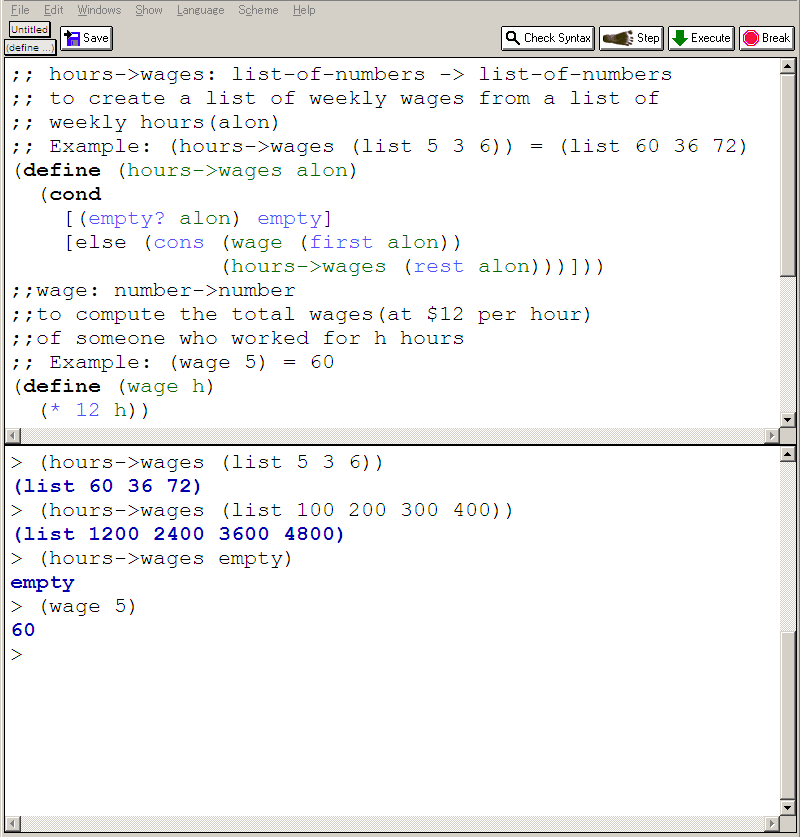 File Edit Windows Show Language Scheme Help
Untitled
(define ...)
Save
Check Syntax Step Execute Break
;; hours->wages: list-of-numbers -> list-of-numbers
;; to create a list of weekly wages from a list of
;; weekly hours(alon)
;; Example: (hours->wages (list 5 3 6)) = (list 60 36 72)
(define (hours->wages alon)
  (cond
    [(empty? alon) empty]
    [else (cons (wage (first alon))
                (hours->wages (rest alon)))]))
;;wage: number->number
;;to compute the total wages(at $12 per hour)
;;of someone who worked for h hours
;; Example: (wage 5) = 60
(define (wage h)
  (* 12 h))
> (hours->wages (list 5 3 6))
(list 60 36 72)
> (hours->wages (list 100 200 300 400))
(list 1200 2400 3600 4800)
> (hours->wages empty)
empty
> (wage 5)
60
>